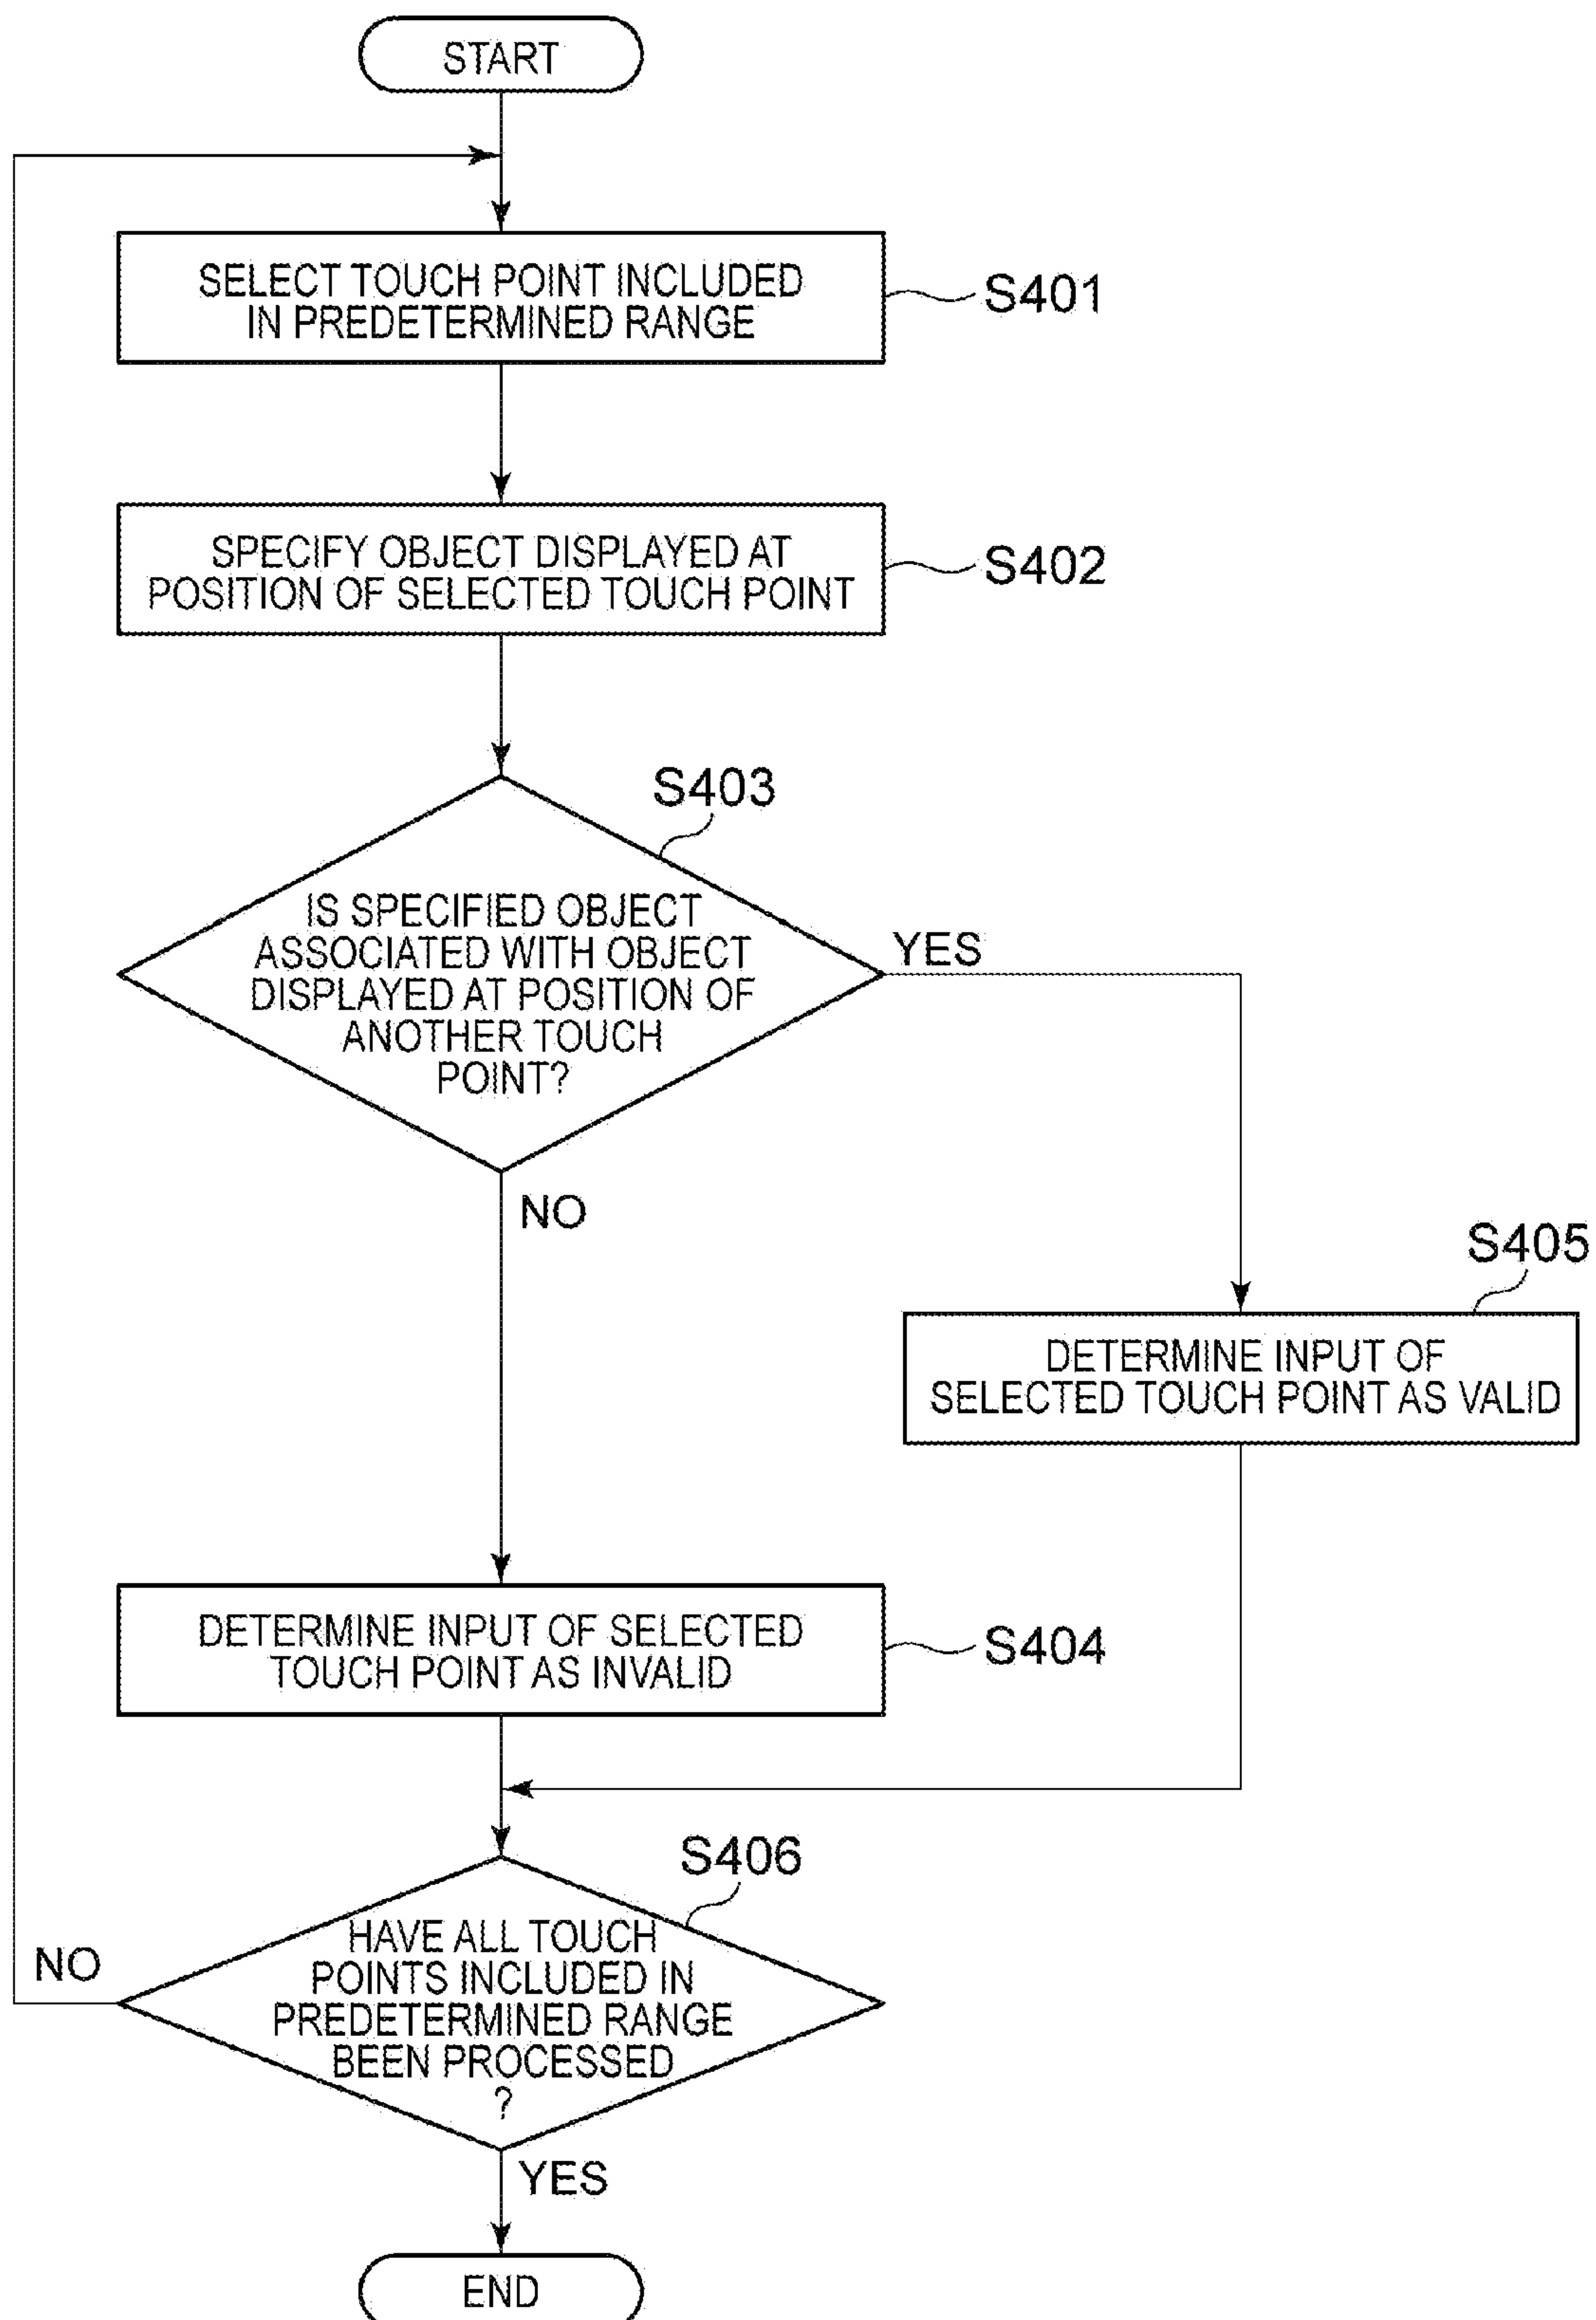 START
SELECT TOUCH POINT INCLUDED
IN PREDETERMINED RANGE
S401
SPECIFY OBJECT DISPLAYED AT
POSITION OF SELECTED TOUCH POINT
S402
S403
IS SPECIFIED OBJECT
ASSOCIATED WITH OBJECT
DISPLAYED AT POSITION OF
ANOTHER TOUCH
POINT?
YES
NO
S405
DETERMINE INPUT OF
SELECTED TOUCH POINT AS VALID
DETERMINE INPUT OF SELECTED
TOUCH POINT AS INVALID
S404
S406
HAVE ALL TOUCH
POINTS INCLUDED IN
PREDETERMINED RANGE
BEEN PROCESSED
?
NO
YES
END